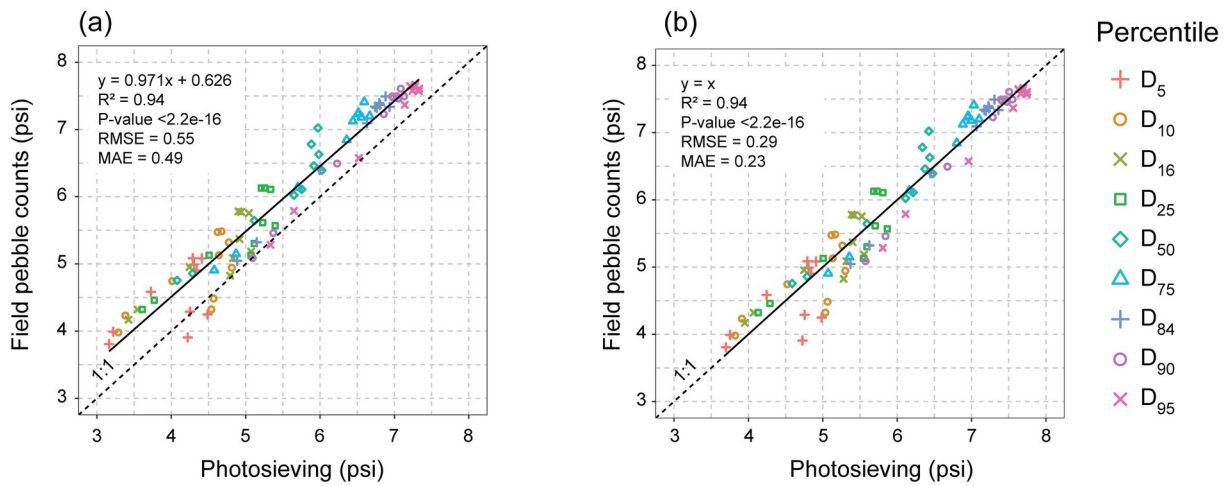 (a)
y = 0.971x + 0.626
R² = 0.94
P-value <2.2e-16
RMSE = 0.55
MAE = 0.49
1:1
Field pebble counts (psi)
8
7
6
5
4
3
3 4 5 6 7 8
Photosieving (psi)
(b)
y = x
R² = 0.94
P-value <2.2e-16
RMSE = 0.29
MAE = 0.23
1:1
Field pebble counts (psi)
8
7
6
5
4
3
3 4 5 6 7 8
Photosieving (psi)
Percentile
D5
D10
D16
D25
D50
D75
D84
D90
D95